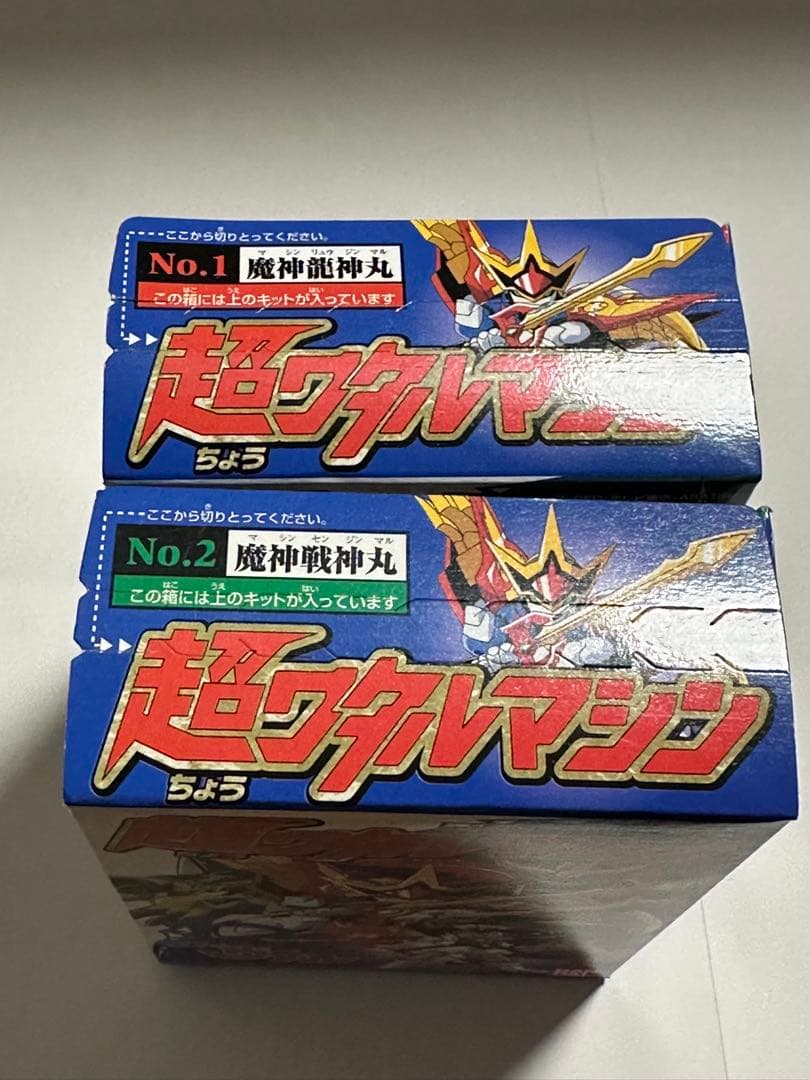 ここから切りとってください。
No.1
マ シン リュウ ジン マル
魔神龍神丸
はこ うえ はい
この箱には上のキットが入っています
超ワタルマシン
ちょう
ここから切りとってください。
No.2
マ シン セン ジン マル
魔神戦神丸
はこ うえ はい
この箱には上のキットが入っています
超ワタルマシン
ちょう